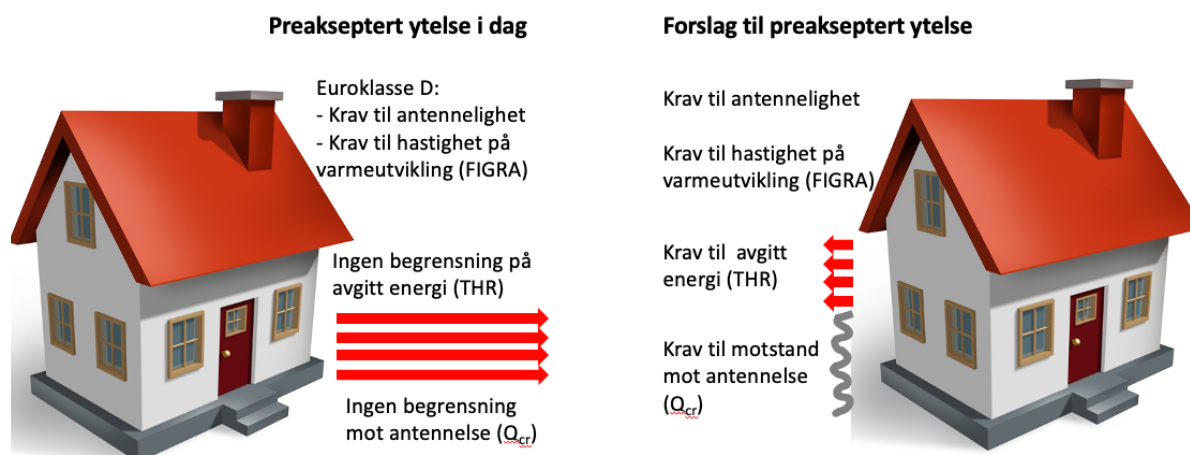 Preakseptert ytelse i dag
Euroklasse D:
- Krav til antennelighet
- Krav til hastighet på
varmeutvikling (FIGRA)
Ingen begrensning på
avgitt energi (THR)
Ingen begrensning
mot antennelse (Qcr)
Forslag til preakseptert ytelse
Krav til antennelighet
Krav til hastighet på
varmeutvikling (FIGRA)
Krav til  avgitt
energi (THR)
Krav til motstand
mot antennelse
(Qcr)